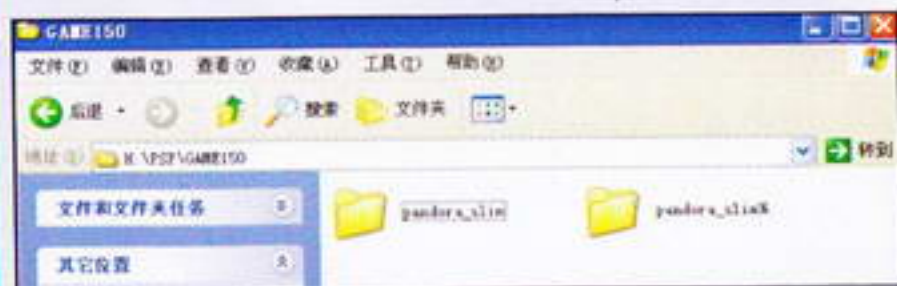 GAME150
文件(F) 编辑(E) 查看(V) 收藏(A) 工具(T) 帮助(H)
后退 搜索 文件夹
地址(D) H:\PSP\GAME150 转到
文件和文件夹任务 pandora_slim pandora_slim%
其它位置